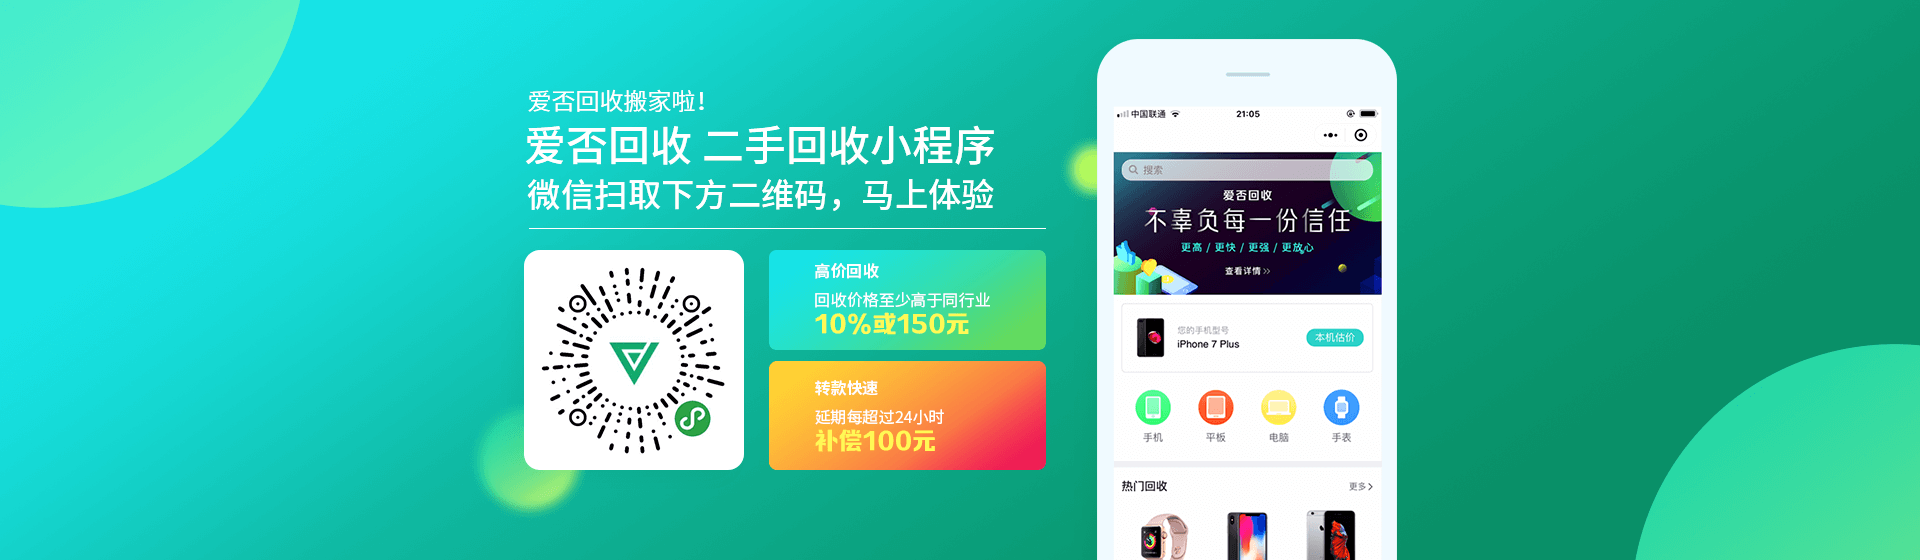 爱否回收搬家啦！
爱否回收 二手回收小程序
微信扫取下方二维码，马上体验
高价回收
回收价格至少高于同行业
10%或150元
转款快速
延期每超过24小时
补偿100元
中国联通
21:05
搜索
爱否回收
不辜负每一份信任
更高 / 更快 / 更强 / 更放心
查看详情>>
您的手机型号
iPhone 7 Plus
本机估价
手机
平板
电脑
手表
热门回收
更多>